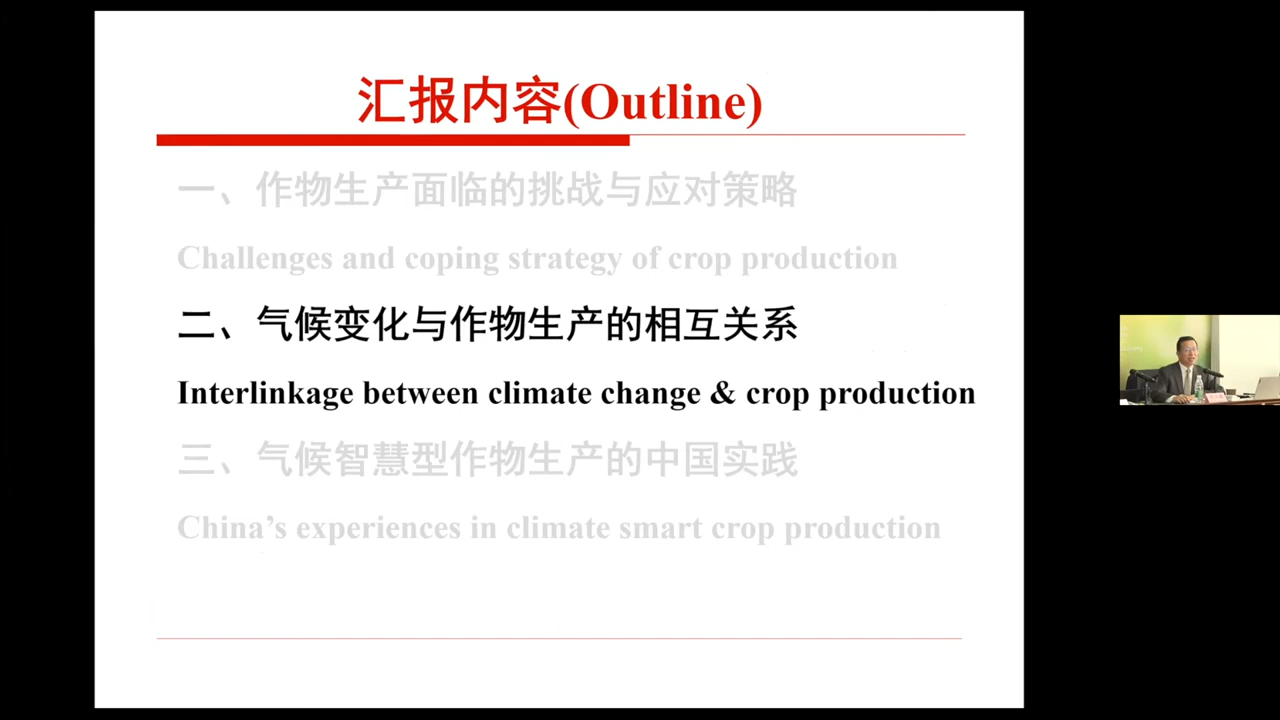 汇报内容(Outline)
一、作物生产面临的挑战与应对策略
Challenges and coping strategy of crop production
二、气候变化与作物生产的相互关系
Interlinkage between climate change & crop production
三、气候智慧型作物生产的中国实践
China’s experiences in climate smart crop production